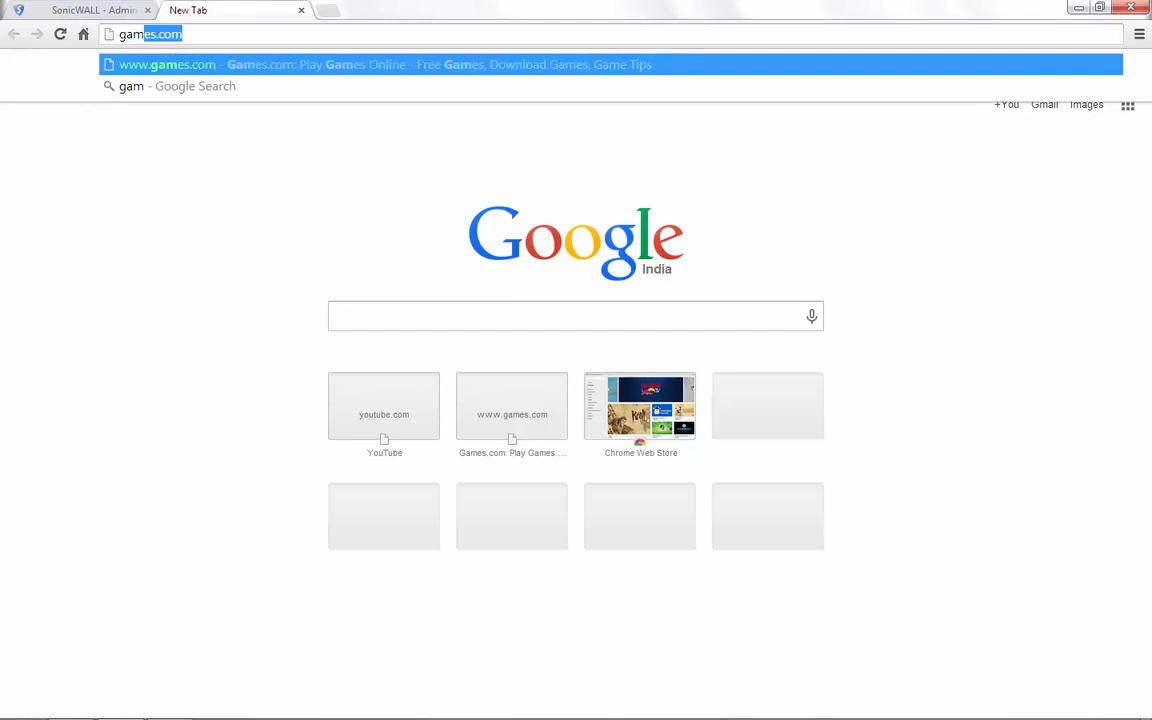 SonicWALL - Admin
New Tab
games.com
www.games.com - Games.com: Play Games Online - Free Games, Download Games, Game Tips
gam - Google Search
+You Gmail Images
Google
India
youtube.com
www.games.com
YouTube
Games.com: Play Games ...
Chrome Web Store